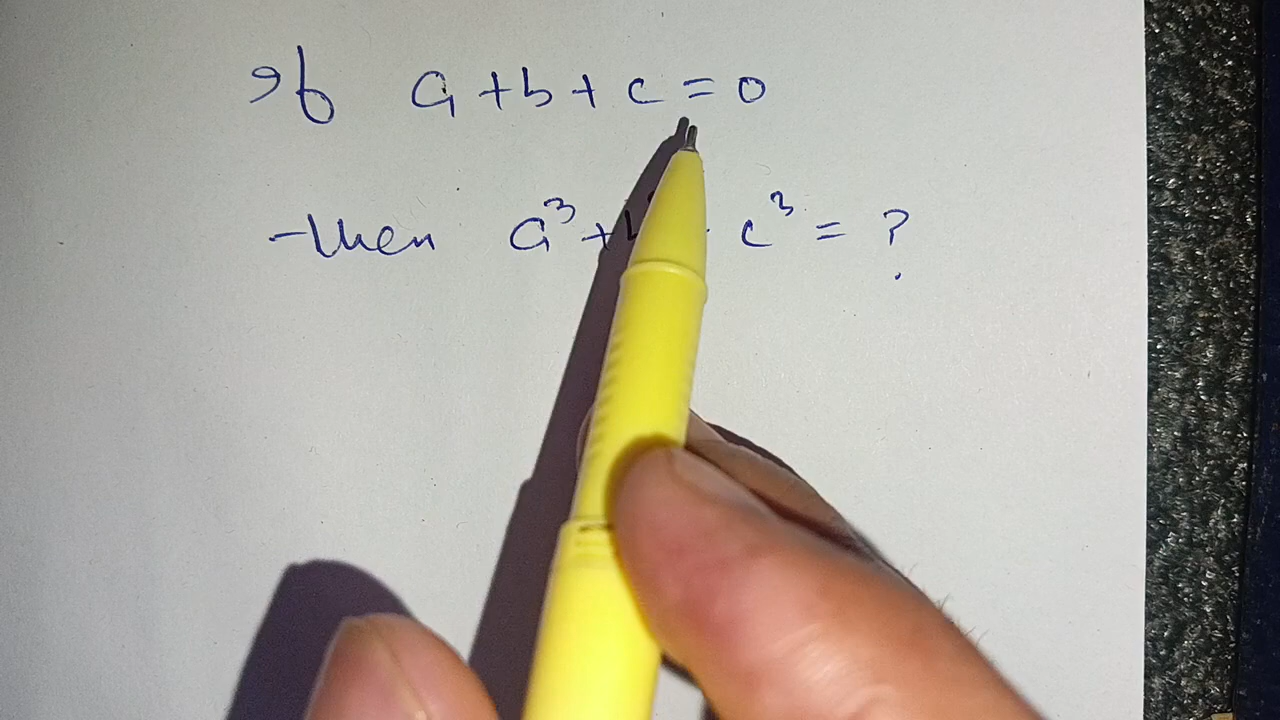 If a + b + c = 0
then a³ + c³ = ?